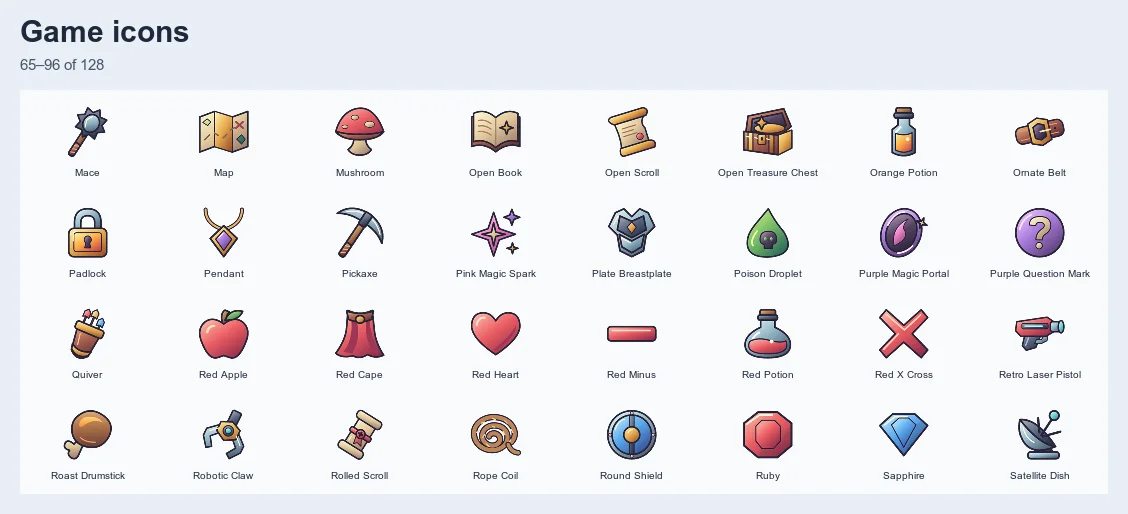 Game icons
65–96 of 128
Mace
Map
Mushroom
Open Book
Open Scroll
Open Treasure Chest
Orange Potion
Ornate Belt
Padlock
Pendant
Pickaxe
Pink Magic Spark
Plate Breastplate
Poison Droplet
Purple Magic Portal
Purple Question Mark
?
Quiver
Red Apple
Red Cape
Red Heart
Red Minus
Red Potion
Red X Cross
Retro Laser Pistol
Roast Drumstick
Robotic Claw
Rolled Scroll
Rope Coil
Round Shield
Ruby
Sapphire
Satellite Dish